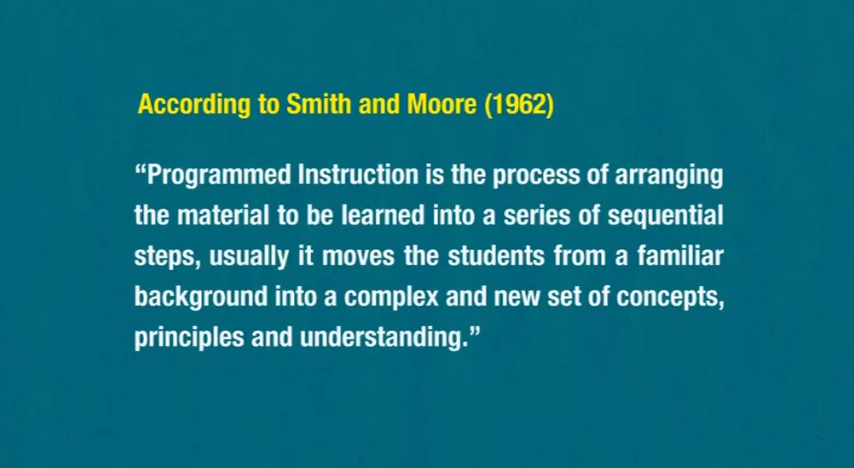 According to Smith and Moore (1962)
“Programmed Instruction is the process of arranging
the material to be learned into a series of sequential
steps, usually it moves the students from a familiar
background into a complex and new set of concepts,
principles and understanding.”